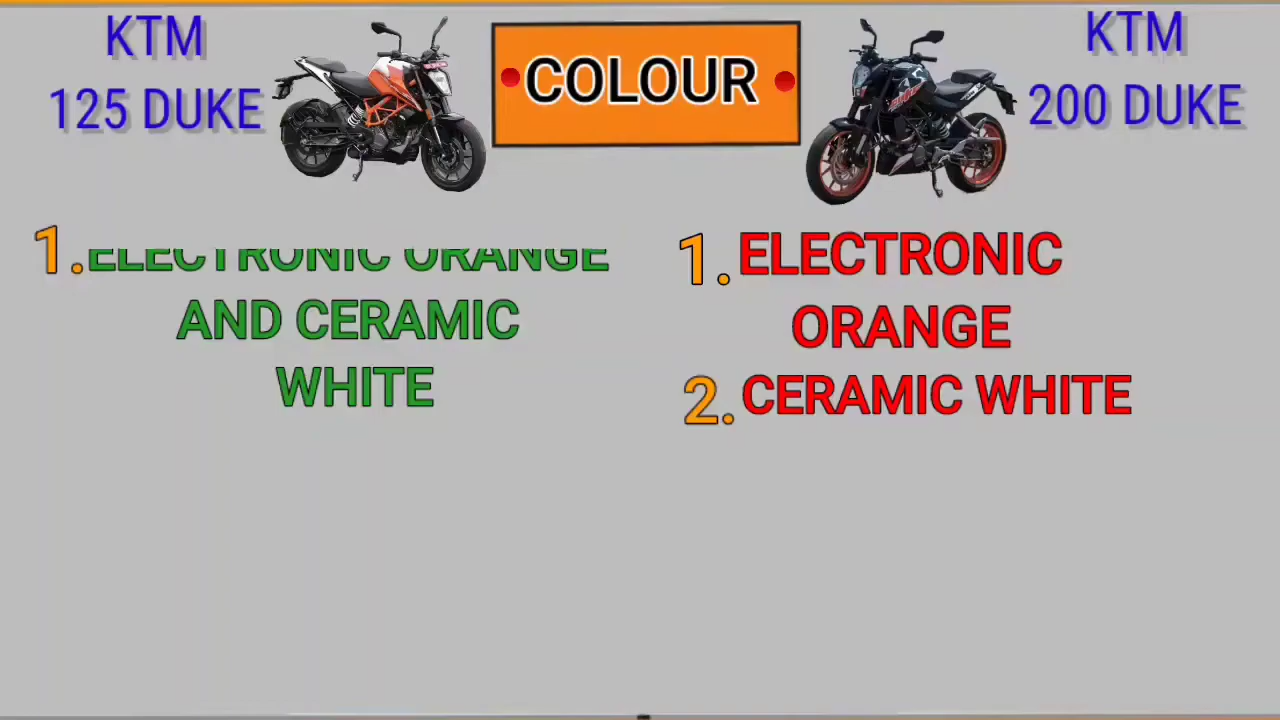 KTM
125 DUKE
COLOUR
KTM
200 DUKE
1. ELECTRONIC ORANGE
AND CERAMIC
WHITE
1. ELECTRONIC
ORANGE
2. CERAMIC WHITE